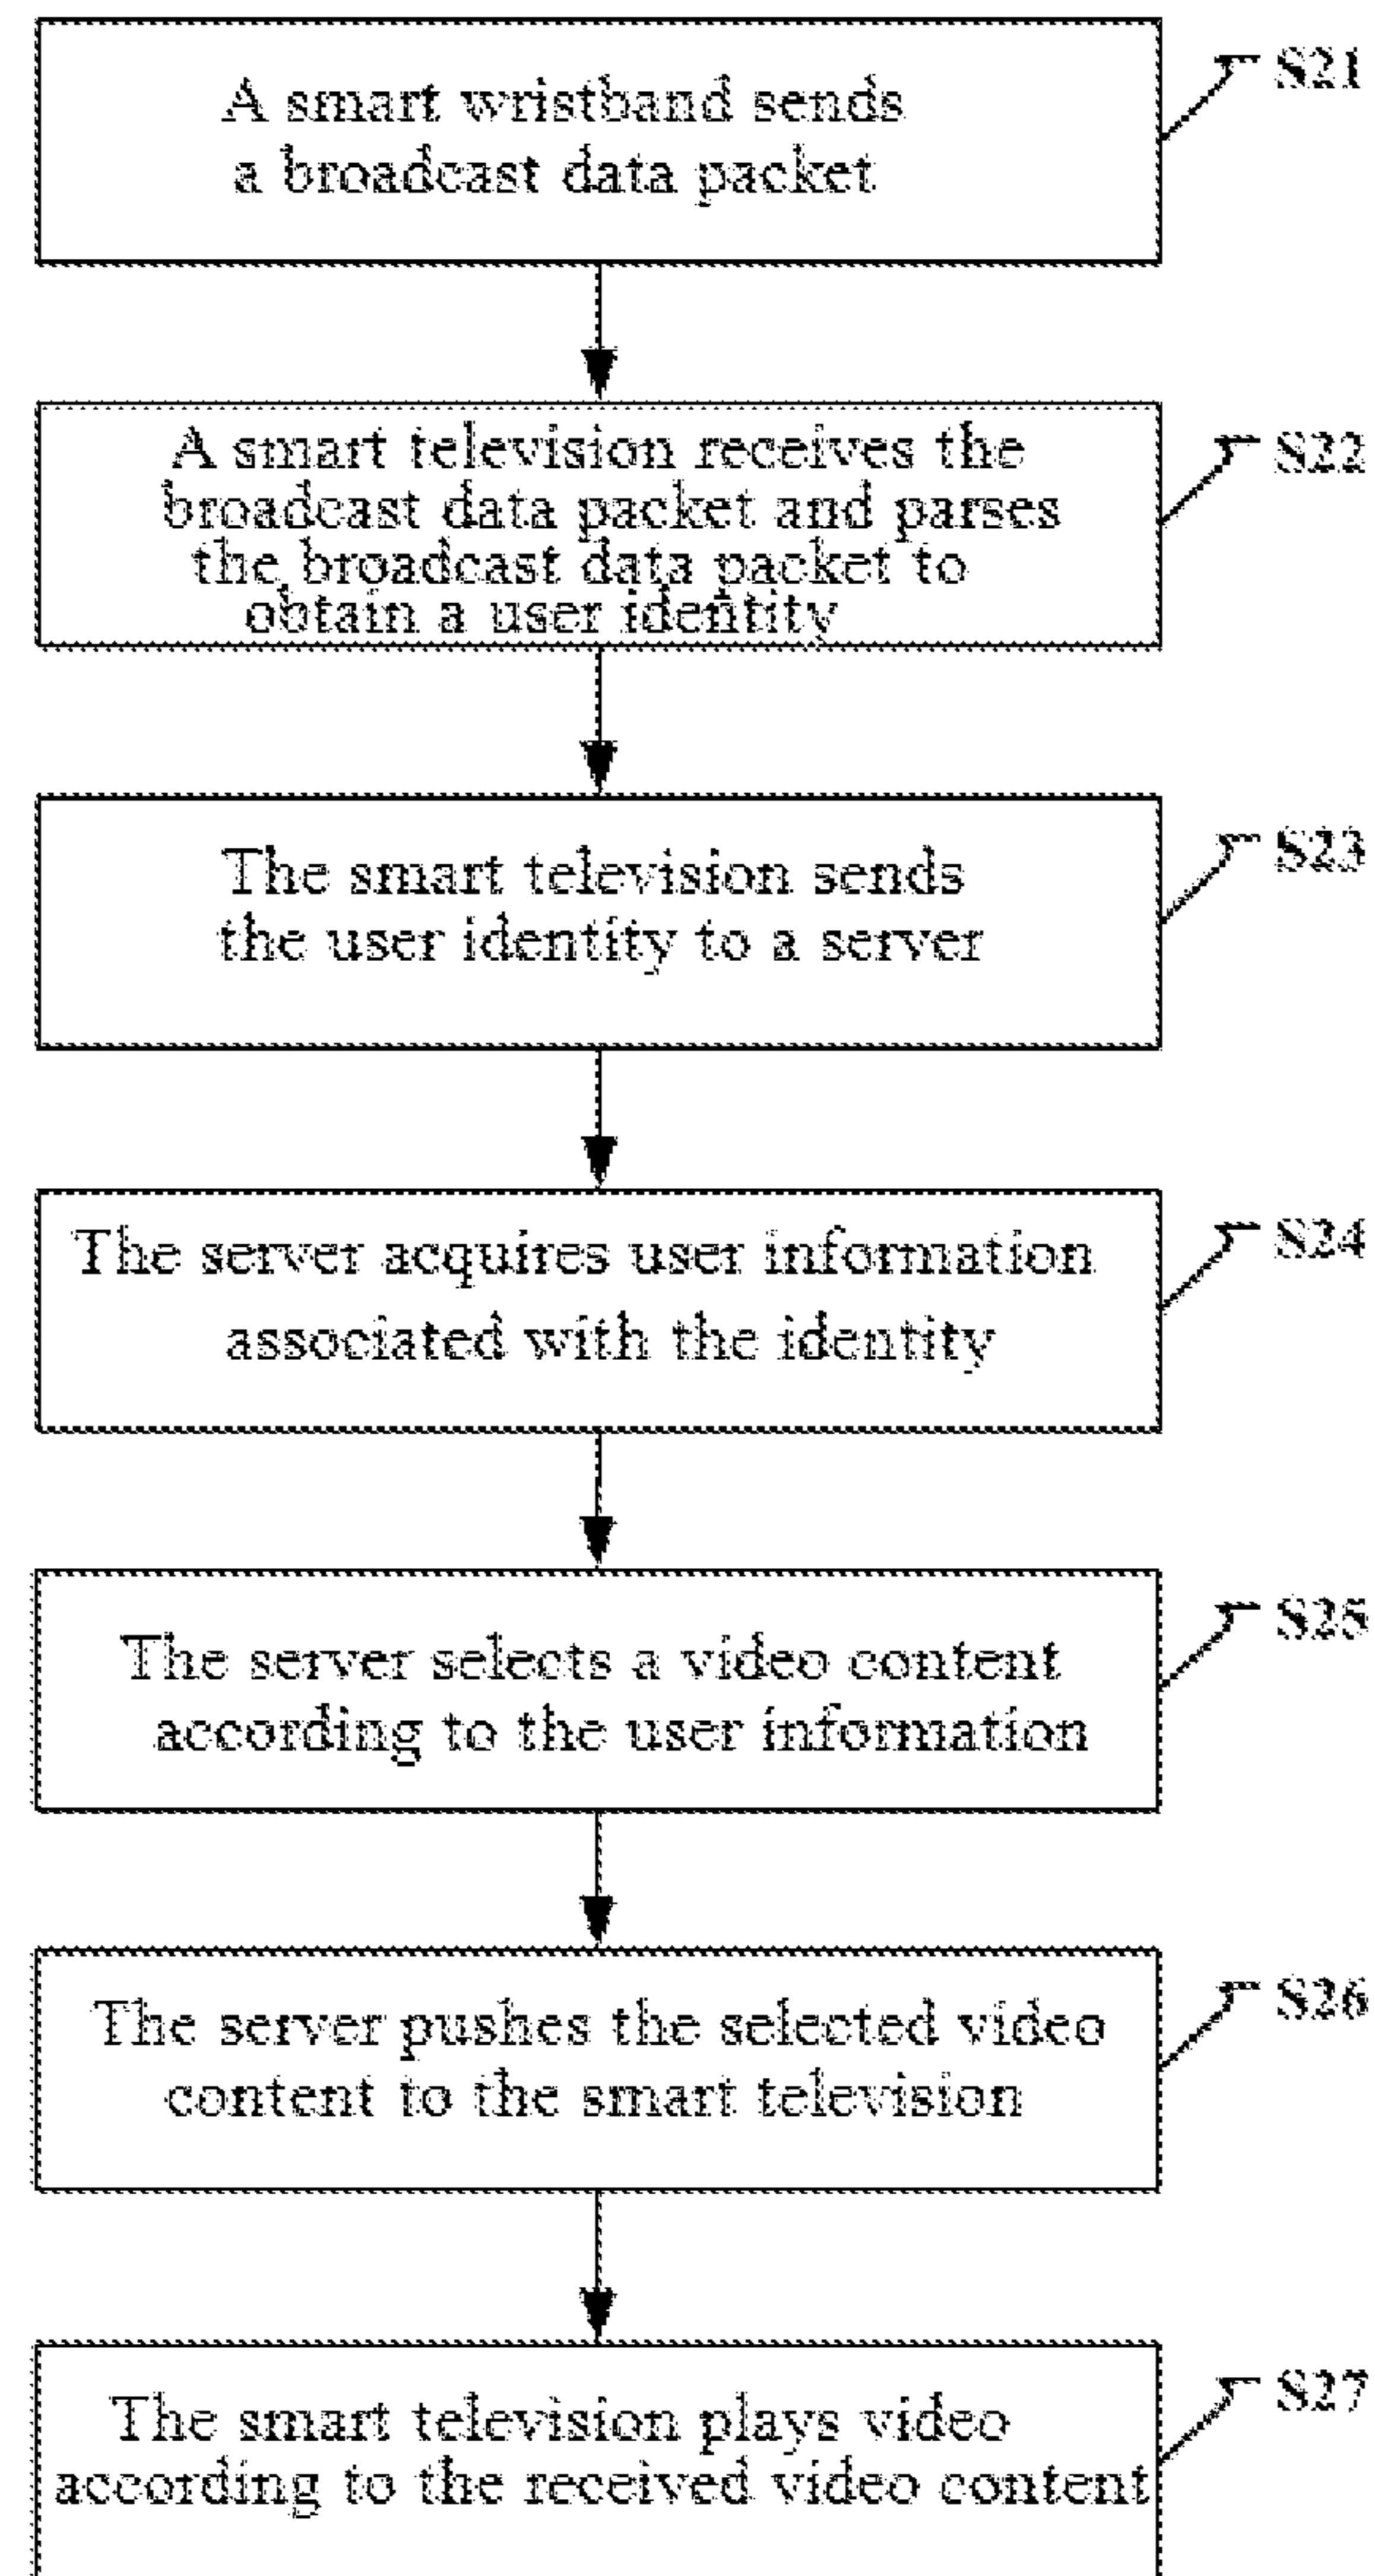 A smart wristband sends
a broadcast data packet
S21
A smart television receives the
broadcast data packet and parses
the broadcast data packet to
obtain a user identity
S22
The smart television sends
the user identity to a server
S23
The server acquires user information
associated with the identity
S24
The server selects a video content
according to the user information
S25
The server pushes the selected video
content to the smart television
S26
The smart television plays video
according to the received video content
S27